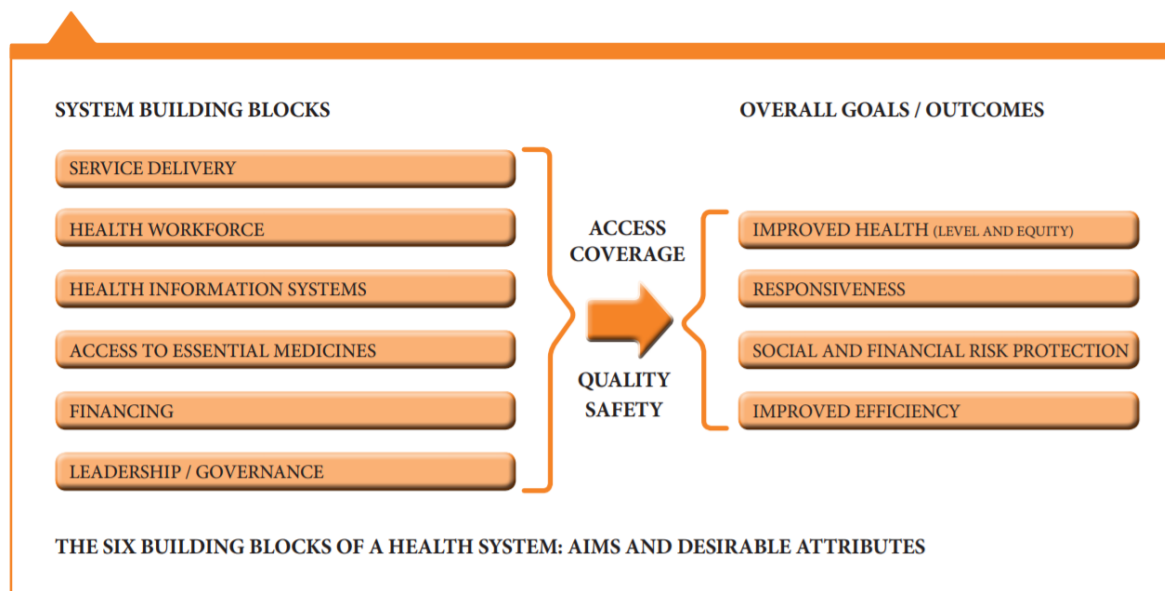 SYSTEM BUILDING BLOCKS
SERVICE DELIVERY
HEALTH WORKFORCE
HEALTH INFORMATION SYSTEMS
ACCESS TO ESSENTIAL MEDICINES
FINANCING
LEADERSHIP / GOVERNANCE
ACCESS
COVERAGE
QUALITY
SAFETY
OVERALL GOALS / OUTCOMES
IMPROVED HEALTH (LEVEL AND EQUITY)
RESPONSIVENESS
SOCIAL AND FINANCIAL RISK PROTECTION
IMPROVED EFFICIENCY
THE SIX BUILDING BLOCKS OF A HEALTH SYSTEM: AIMS AND DESIRABLE ATTRIBUTES